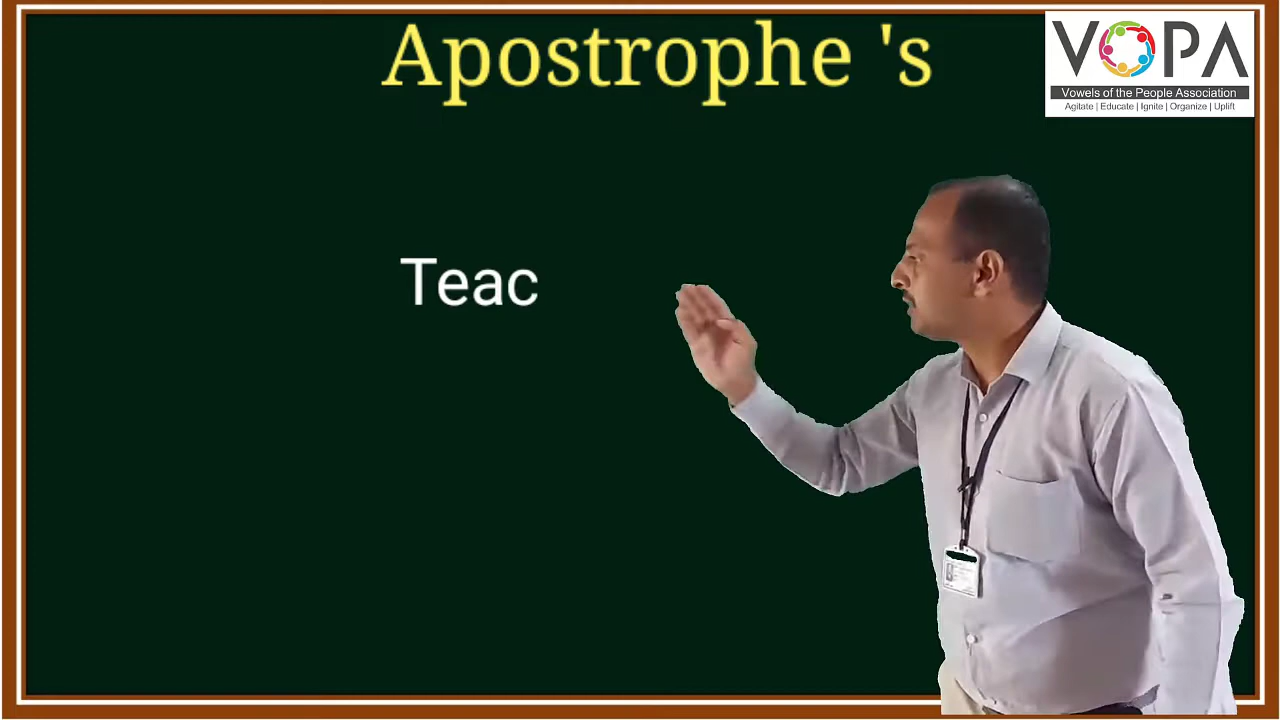 Apostrophe 's
VOPA
Vowels of the People Association
Agitate | Educate | Ignite | Organize | Uplift
Teac